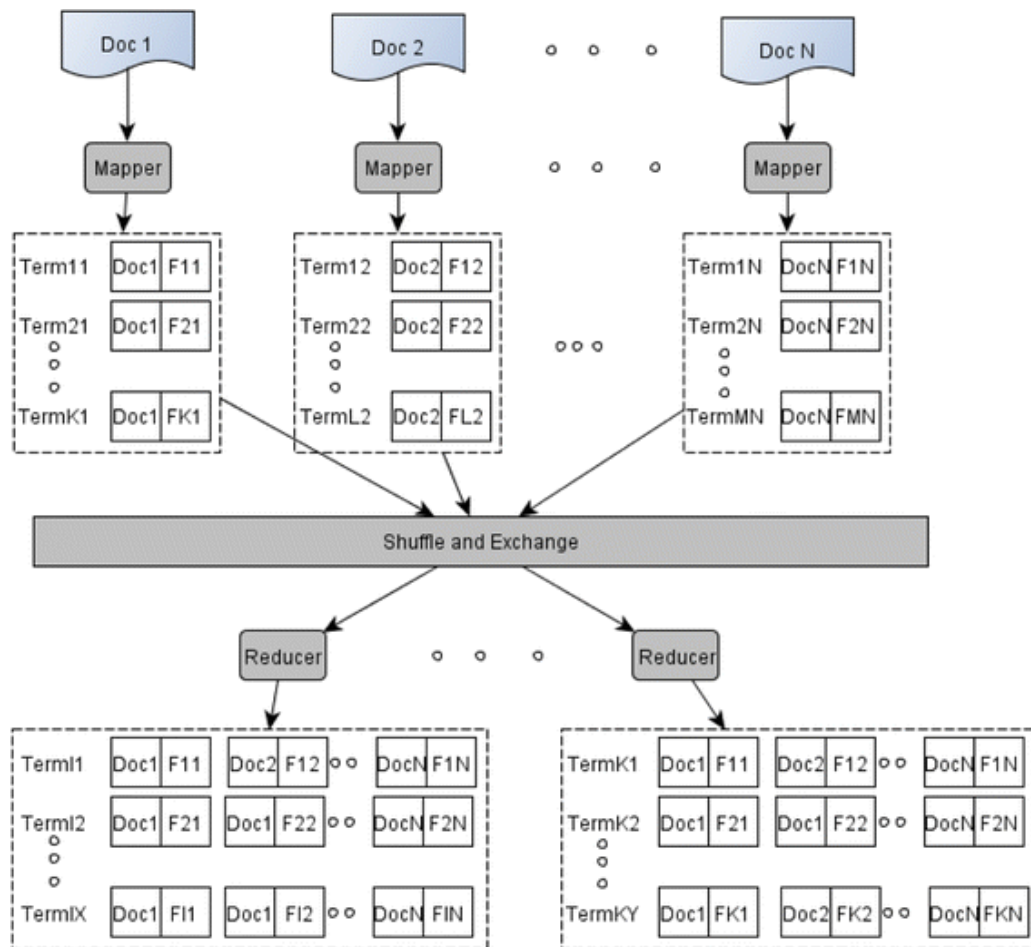 Doc 1 Doc 2 Doc N
Mapper Mapper Mapper
Term11 Doc1 F11 Term12 Doc2 F12 Term1N DocN F1N
Term21 Doc1 F21 Term22 Doc2 F22 Term2N DocN F2N
TermK1 Doc1 FK1 TermL2 Doc2 FL2 TermMN DocN FMN
Shuffle and Exchange
Reducer Reducer
TermI1 Doc1 F11 Doc2 F12 DocN F1N TermK1 Doc1 F11 Doc2 F12 DocN F1N
TermI2 Doc1 F21 Doc1 F22 DocN F2N TermK2 Doc1 F21 Doc1 F22 DocN F2N
TermIX Doc1 FI1 Doc1 FI2 DocN FIN TermKY Doc1 FK1 Doc2 FK2 DocN FKN